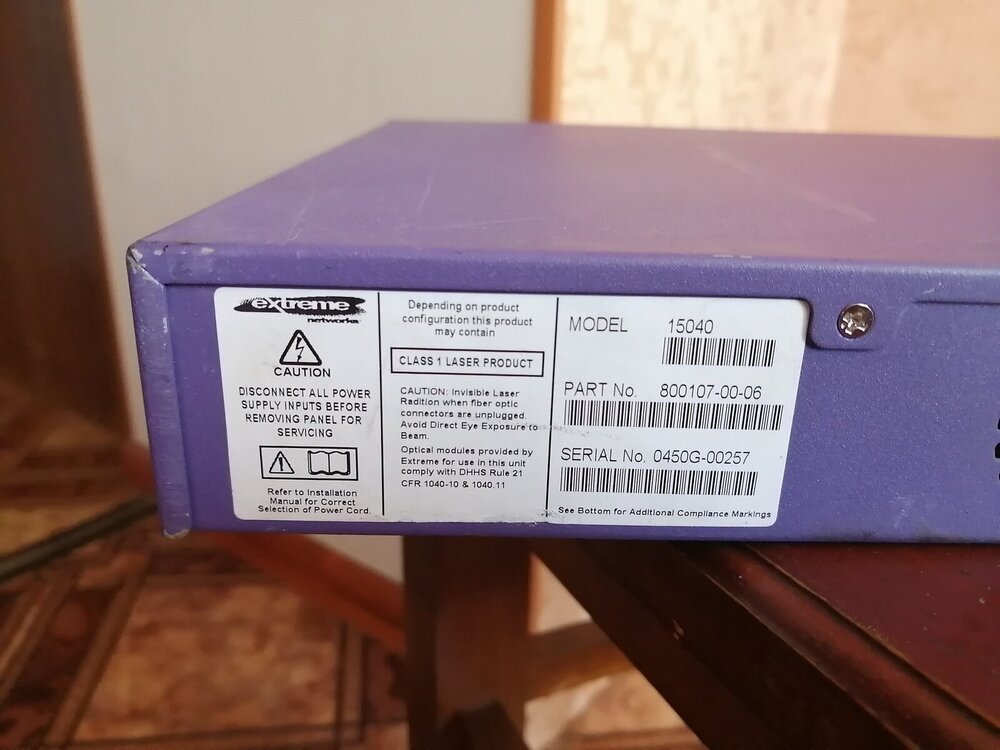 extreme
networks
CAUTION
DISCONNECT ALL POWER
SUPPLY INPUTS BEFORE
REMOVING PANEL FOR
SERVICING
Refer to Installation
Manual for Correct
Selection of Power Cord.
Depending on product
configuration this product
may contain
CLASS 1 LASER PRODUCT
CAUTION: Invisible Laser
Radition when fiber optic
connectors are unplugged.
Avoid Direct Eye Exposure to
Beam.
Optical modules provided by
Extreme for use in this unit
comply with DHHS Rule 21
CFR 1040-10 & 1040.11
MODEL 15040
PART No. 800107-00-06
SERIAL No. 0450G-00257
See Bottom for Additional Compliance Markings